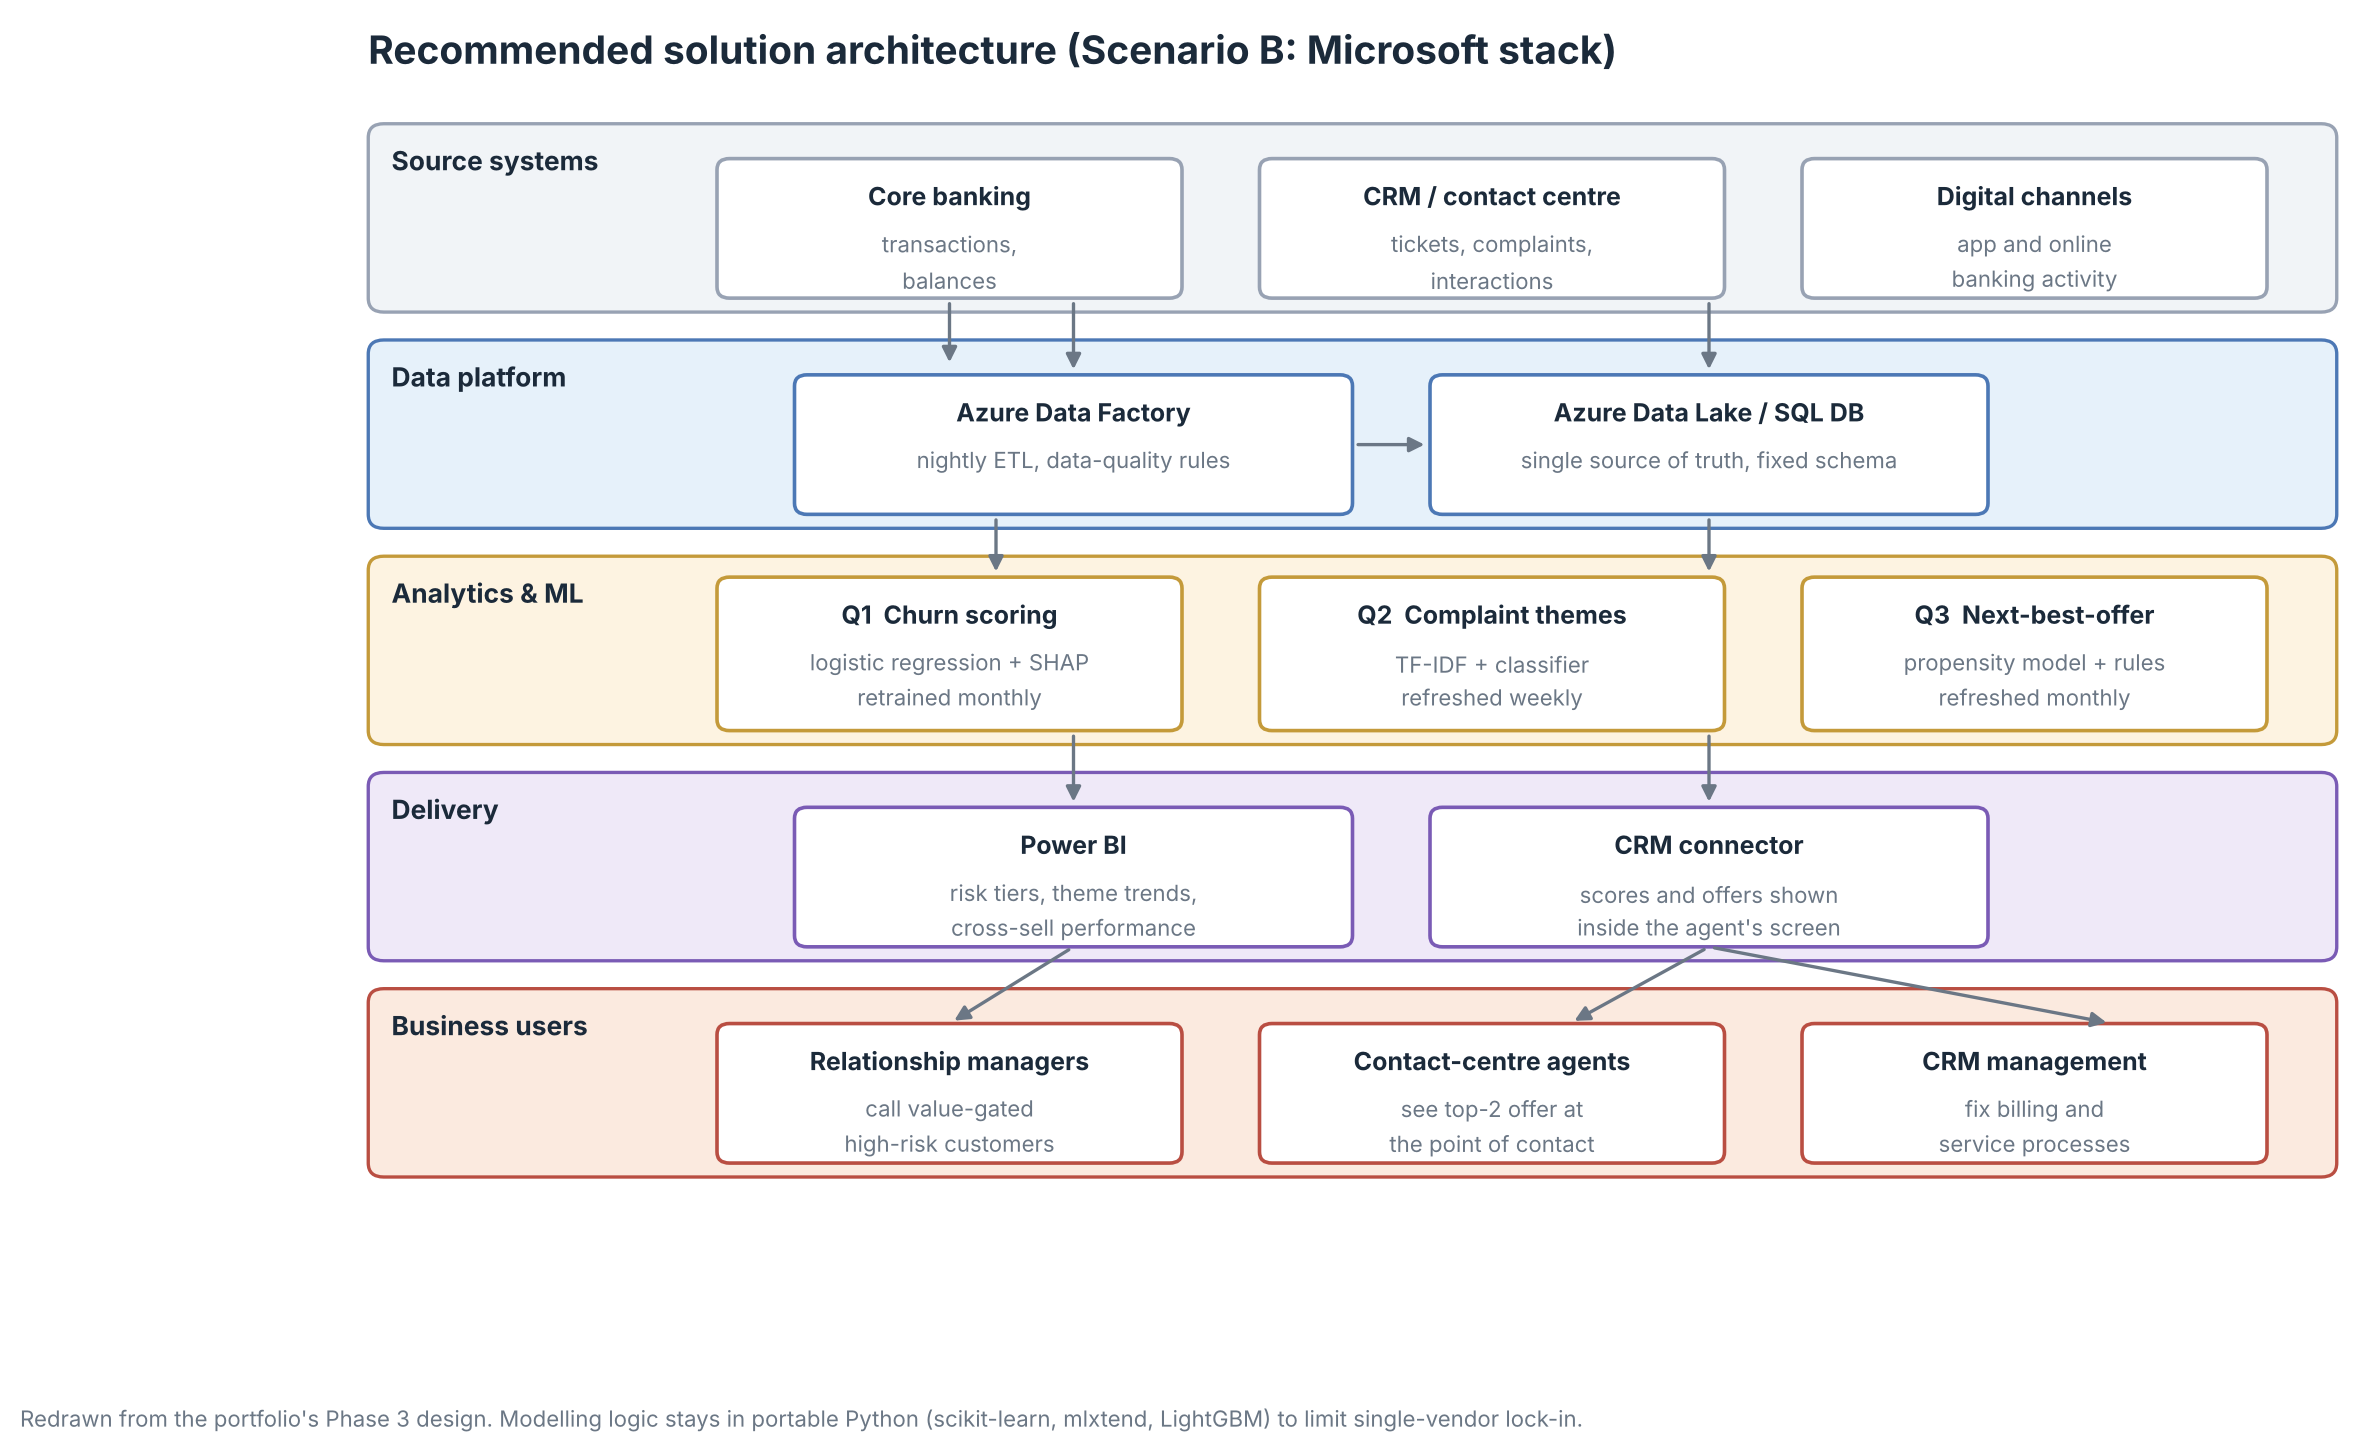 Recommended solution architecture (Scenario B: Microsoft stack)
Source systems
Core banking
transactions,
balances
CRM / contact centre
tickets, complaints,
interactions
Digital channels
app and online
banking activity
Data platform
Azure Data Factory
nightly ETL, data-quality rules
Azure Data Lake / SQL DB
single source of truth, fixed schema
Analytics & ML
Q1 Churn scoring
logistic regression + SHAP
retrained monthly
Q2 Complaint themes
TF-IDF + classifier
refreshed weekly
Q3 Next-best-offer
propensity model + rules
refreshed monthly
Delivery
Power BI
risk tiers, theme trends,
cross-sell performance
CRM connector
scores and offers shown
inside the agent's screen
Business users
Relationship managers
call value-gated
high-risk customers
Contact-centre agents
see top-2 offer at
the point of contact
CRM management
fix billing and
service processes
Redrawn from the portfolio's Phase 3 design. Modelling logic stays in portable Python (scikit-learn, mlxtend, LightGBM) to limit single-vendor lock-in.